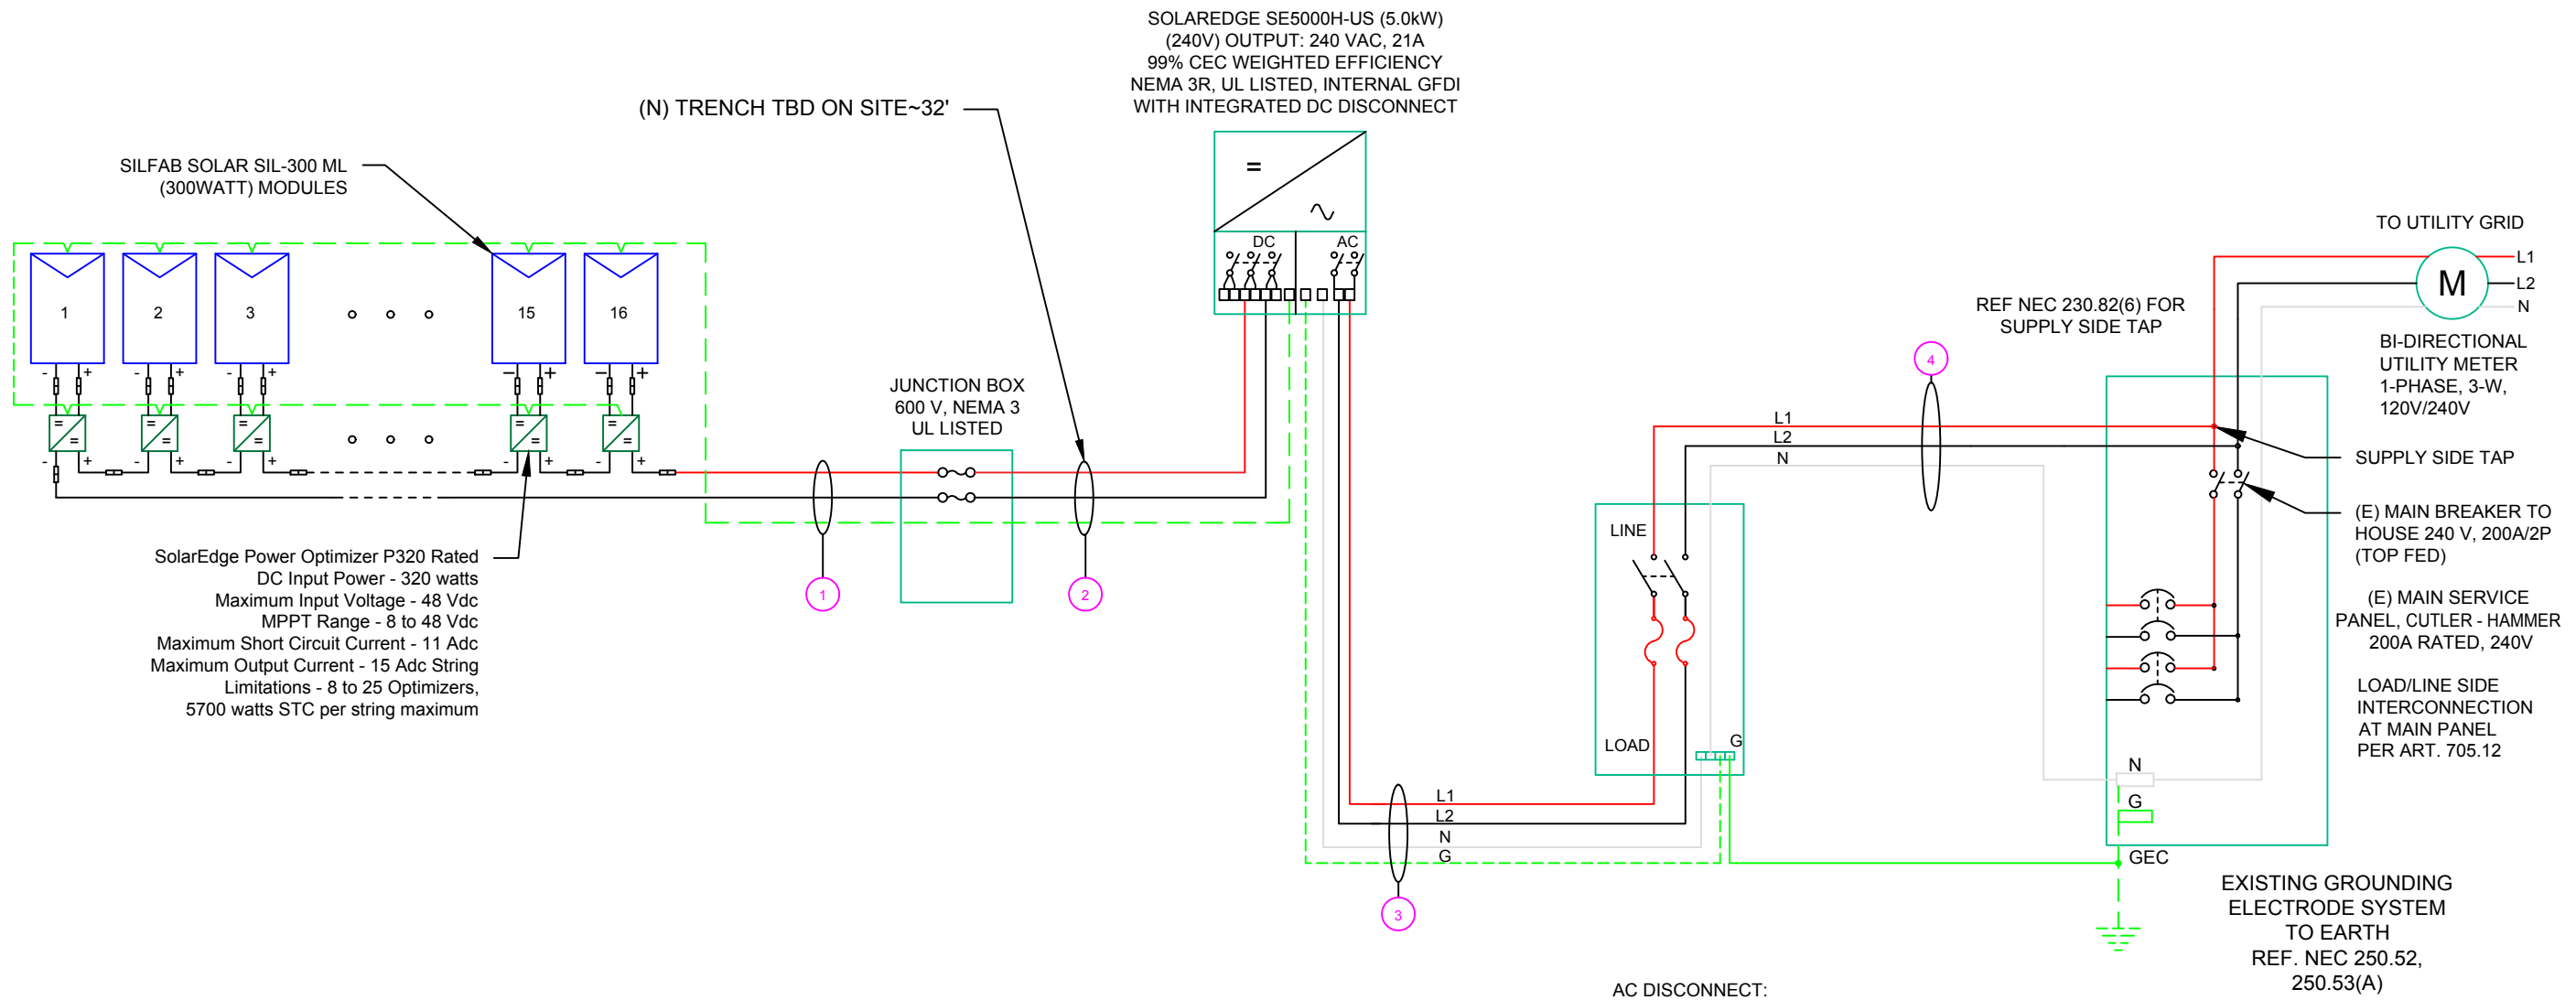 SOLAREDGE SE5000H-US (5.0kW)
(240V) OUTPUT: 240 VAC, 21A
99% CEC WEIGHTED EFFICIENCY
NEMA 3R, UL LISTED, INTERNAL GFDI
WITH INTEGRATED DC DISCONNECT
(N) TRENCH TBD ON SITE~32'
SILFAB SOLAR SIL-300 ML
(300WATT) MODULES
1
2
3
15
16
- +
- +
- +
- +
- +
= =
= =
= =
= =
= =
- +
- +
- +
- +
- +
SolarEdge Power Optimizer P320 Rated
DC Input Power - 320 watts
Maximum Input Voltage - 48 Vdc
MPPT Range - 8 to 48 Vdc
Maximum Short Circuit Current - 11 Adc
Maximum Output Current - 15 Adc String
Limitations - 8 to 25 Optimizers,
5700 watts STC per string maximum
1
JUNCTION BOX
600 V, NEMA 3
UL LISTED
2
=
DC
AC
L1
L2
N
G
3
LINE
LOAD
G
AC DISCONNECT:
L1
L2
N
4
REF NEC 230.82(6) FOR
SUPPLY SIDE TAP
TO UTILITY GRID
M
L1
L2
N
BI-DIRECTIONAL
UTILITY METER
1-PHASE, 3-W,
120V/240V
SUPPLY SIDE TAP
(E) MAIN BREAKER TO
HOUSE 240 V, 200A/2P
(TOP FED)
(E) MAIN SERVICE
PANEL, CUTLER - HAMMER
200A RATED, 240V
LOAD/LINE SIDE
INTERCONNECTION
AT MAIN PANEL
PER ART. 705.12
N
G
GEC
EXISTING GROUNDING
ELECTRODE SYSTEM
TO EARTH
REF. NEC 250.52,
250.53(A)